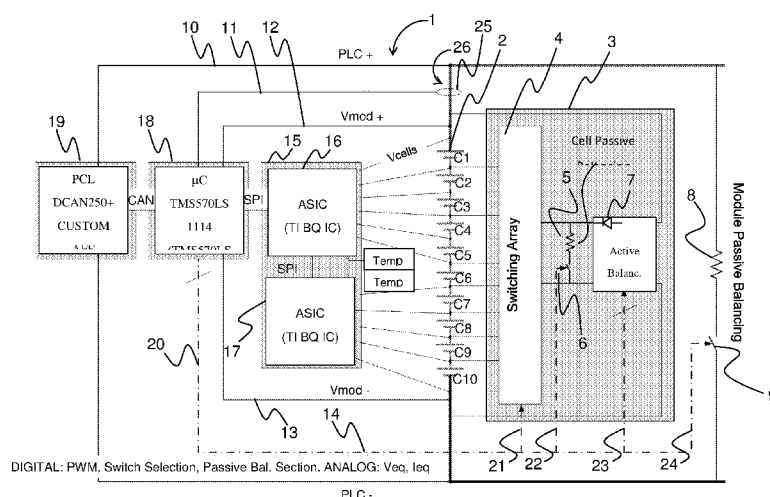 10
11
12
1
PLC +
26
25
2
4
3
Vmod +
19
18
15
16
Vcells
Cell Passive
PCL
DCAN250+
CUSTOM
CAN
µC
TMS570LS
1114
(TMS570LS
SPI
ASIC
(TI BQ IC)
SPI
Temp
Temp
ASIC
(TI BQ IC)
C1
C2
C3
C4
C5
C6
C7
C8
C9
C10
Switching Array
5
7
Active
Balanc.
6
8
Module Passive Balancing
9
17
20
Vmod -
13
14
21
22
23
24
DIGITAL: PWM, Switch Selection, Passive Bal. Section. ANALOG: Veq, Ieq
PLC -